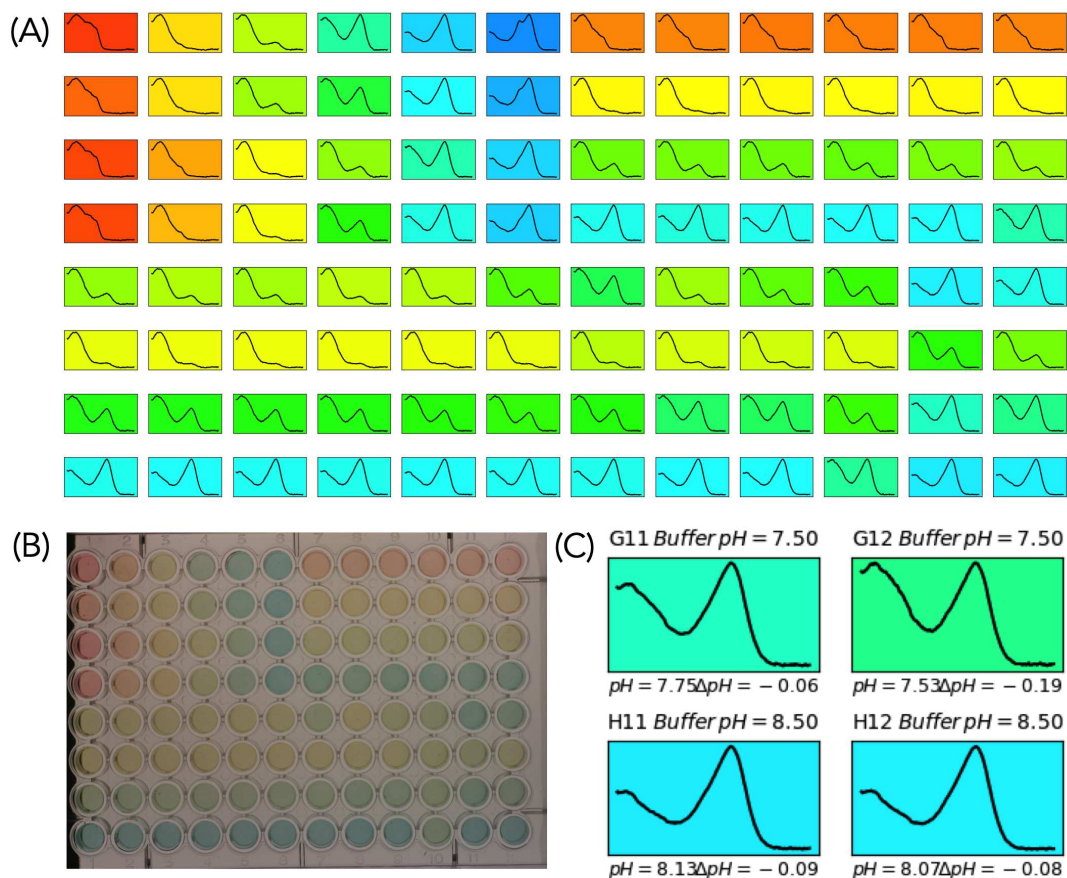 (A)
(B)
(C)
G11 Buffer pH = 7.50
G12 Buffer pH = 7.50
pH = 7.75ΔpH = − 0.06
pH = 7.53ΔpH = − 0.19
H11 Buffer pH = 8.50
H12 Buffer pH = 8.50
pH = 8.13ΔpH = − 0.09
pH = 8.07ΔpH = − 0.08